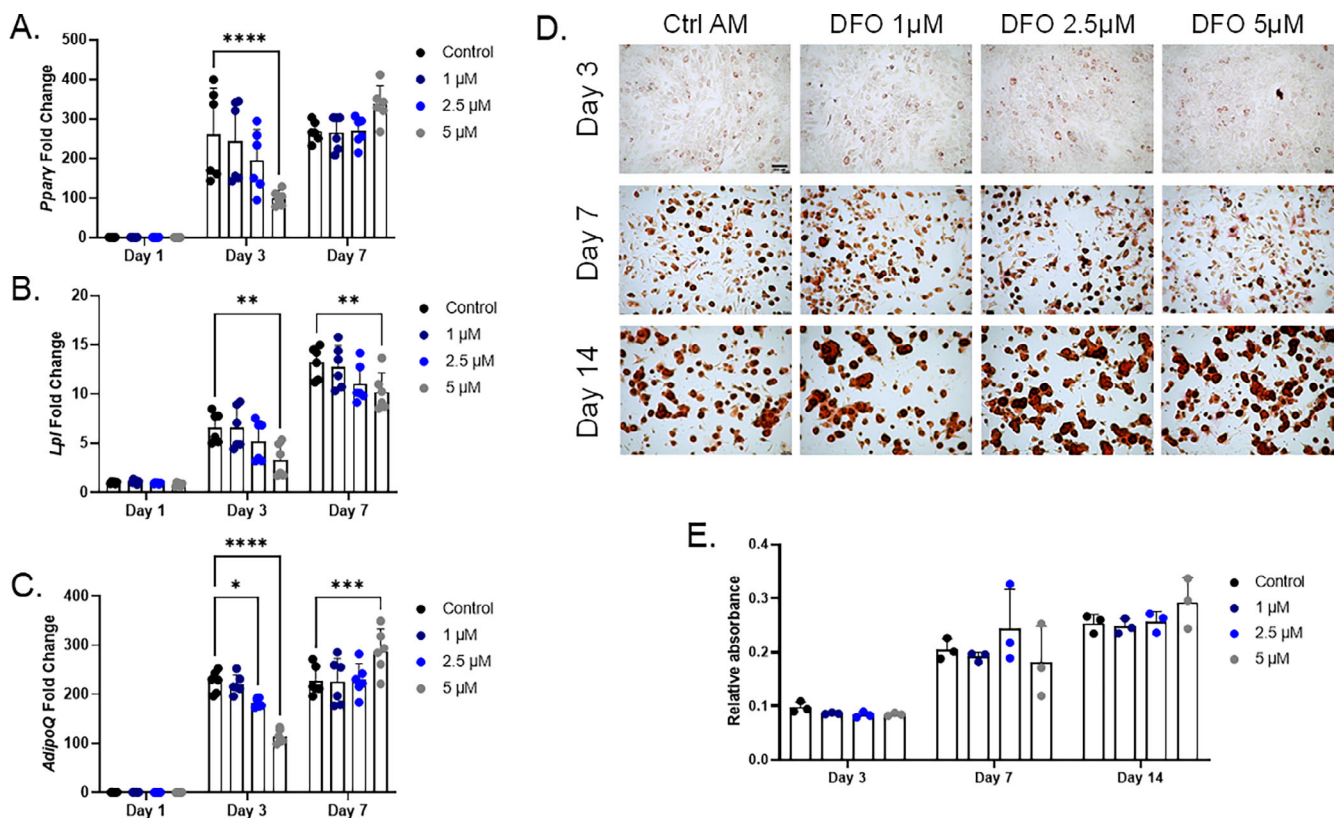 A.
Pparγ Fold Change
500
400
300
200
100
0
****
Day 1 Day 3 Day 7
Control
1 µM
2.5 µM
5 µM
B.
Lpl Fold Change
20
15
10
5
0
** **
Day 1 Day 3 Day 7
Control
1 µM
2.5 µM
5 µM
C.
AdipoQ Fold Change
400
300
200
100
0
****
* ***
Day 1 Day 3 Day 7
Control
1 µM
2.5 µM
5 µM
D.
Ctrl AM DFO 1µM DFO 2.5µM DFO 5µM
Day 3
Day 7
Day 14
E.
Relative absorbance
0.4
0.3
0.2
0.1
0.0
Day 3 Day 7 Day 14
Control
1 µM
2.5 µM
5 µM